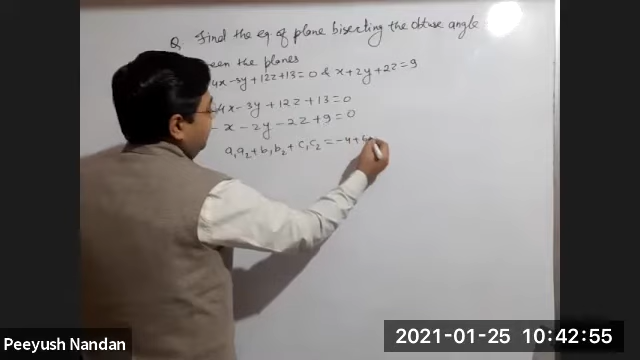 Q Find the eq of plane bisecting the obtuse angle
ween the planes
4x-3y+12z+13=0 & x+2y+2z=9
4x-3y+12z+13=0
-x-2y-2z+9=0
a₁a₂+b₁b₂+c₁c₂=-4+6
Peeyush Nandan
2021-01-25 10:42:55